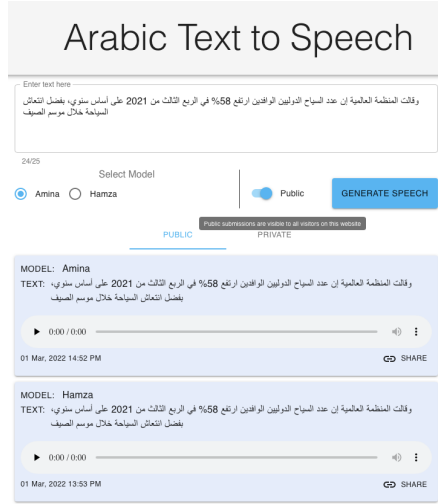 Arabic Text to Speech
Enter text here
وقالت المنظمة العالمية إن عدد السياح الدوليين الوافدين ارتفع 58% في الربع الثالث من 2021 على أساس سنوي، بفضل انتعاش
السياحة خلال موسم الصيف
24/25
Select Model
Amina Hamza Public GENERATE SPEECH
Public submissions are visible to all visitors on this website
PUBLIC PRIVATE
MODEL: Amina
TEXT: وقالت المنظمة العالمية إن عدد السياح الدوليين الوافدين ارتفع 58% في الربع الثالث من 2021 على أساس سنوي،
بفضل انتعاش السياحة خلال موسم الصيف
0:00 / 0:00
01 Mar, 2022 14:52 PM SHARE
MODEL: Hamza
TEXT: وقالت المنظمة العالمية إن عدد السياح الدوليين الوافدين ارتفع 58% في الربع الثالث من 2021 على أساس سنوي،
بفضل انتعاش السياحة خلال موسم الصيف
0:00 / 0:00
01 Mar, 2022 13:53 PM SHARE